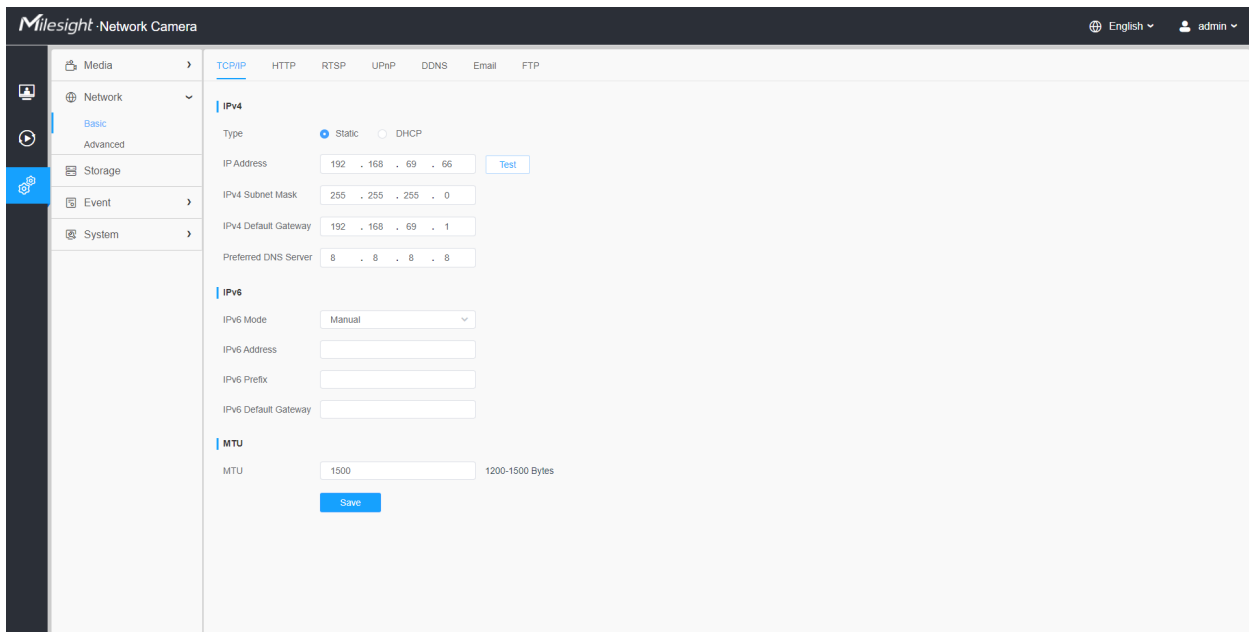 Milesight · Network Camera
English
admin
Media
Network
Basic
Advanced
Storage
Event
System
TCP/IP HTTP RTSP UPnP DDNS Email FTP
IPv4
Type Static DHCP
IP Address 192 . 168 . 69 . 66 Test
IPv4 Subnet Mask 255 . 255 . 255 . 0
IPv4 Default Gateway 192 . 168 . 69 . 1
Preferred DNS Server 8 . 8 . 8 . 8
IPv6
IPv6 Mode Manual
IPv6 Address
IPv6 Prefix
IPv6 Default Gateway
MTU
MTU 1500 1200-1500 Bytes
Save